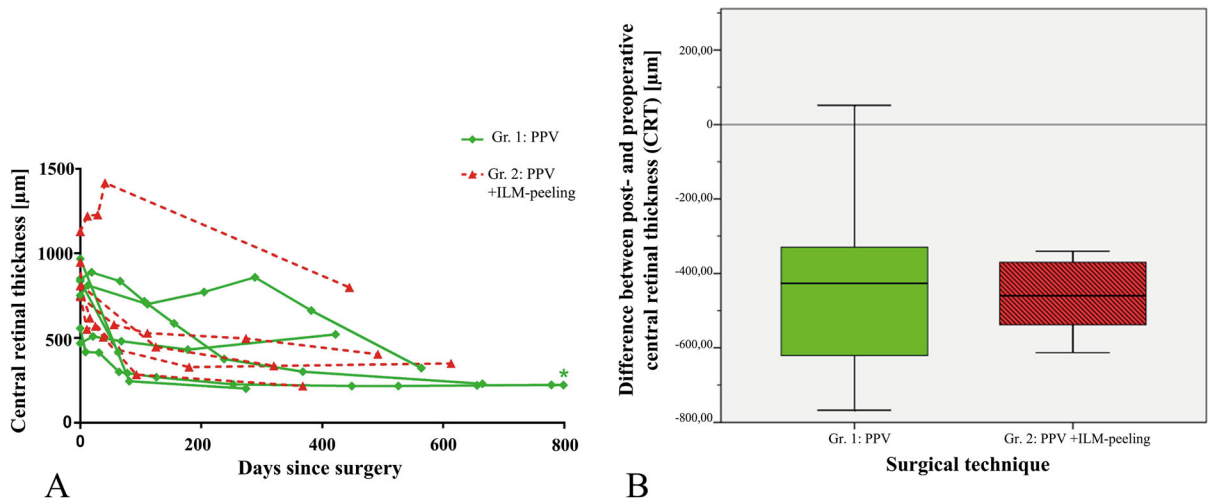 Gr. 1: PPV
Gr. 2: PPV
+ILM-peeling
Central retinal thickness [µm]
1500
1000
500
0
0
200
400
600
800
*
Days since surgery
A
Difference between post- and preoperative
central retinal thickness (CRT) [µm]
200,00
0
-200,00
-400,00
-600,00
-800,00
Gr. 1: PPV
Gr. 2: PPV +ILM-peeling
Surgical technique
B